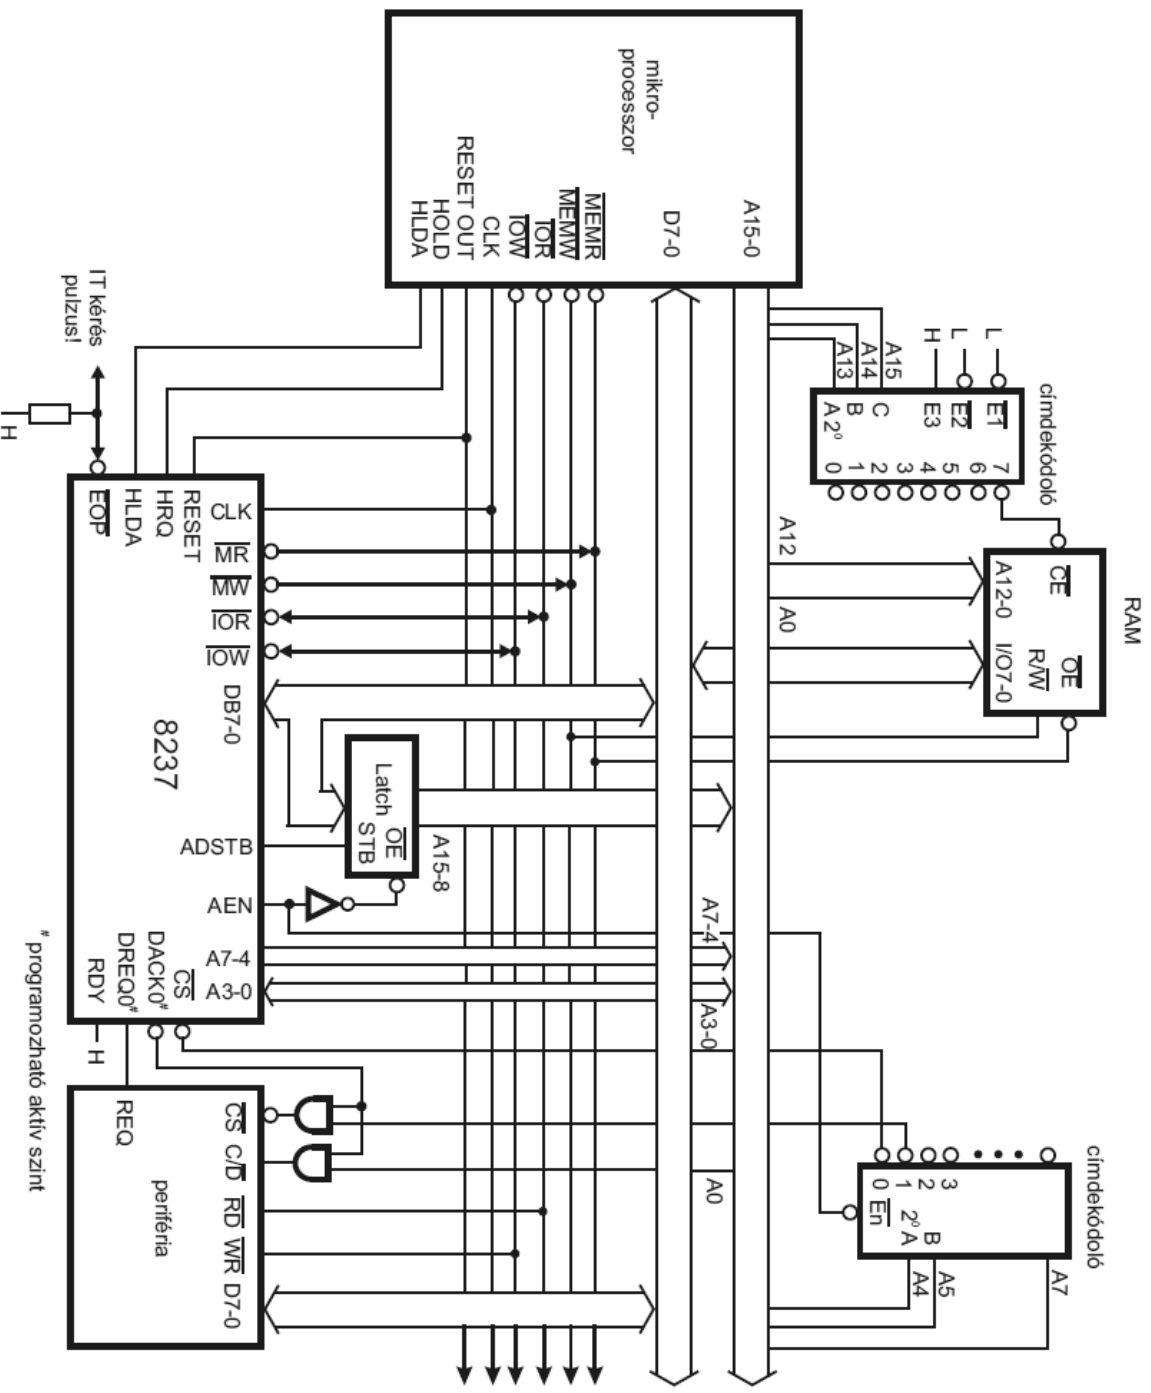 mikro-
processzor
A15-0
D7-0
MEMR
MEMW
IOR
IOW
CLK
RESET OUT
HOLD
HLDA
címdekódoló
L
L
H
A15
A14
A13
E1
E2
E3
C
B
A 2⁰
7
6
5
4
3
2
1
0
RAM
CE
A12-0
OE
R/W
I/O7-0
A12
A0
IT kérés
pulzus!
H
EOP
HLDA
HRQ
RESET
CLK
MR
MW
IOR
IOW
DB7-0
8237
ADSTB
AEN
A7-4
A3-0
CS
DACK0#
DREQ0#
RDY
H
Latch
OE
STB
A15-8
A7-4
A3-0
# programozható aktív szint
REQ
periféria
CS
C/D
RD
WR
D7-0
A0
címdekódoló
0
1
2
3
En
2⁰ A
B
A4
A5
A7